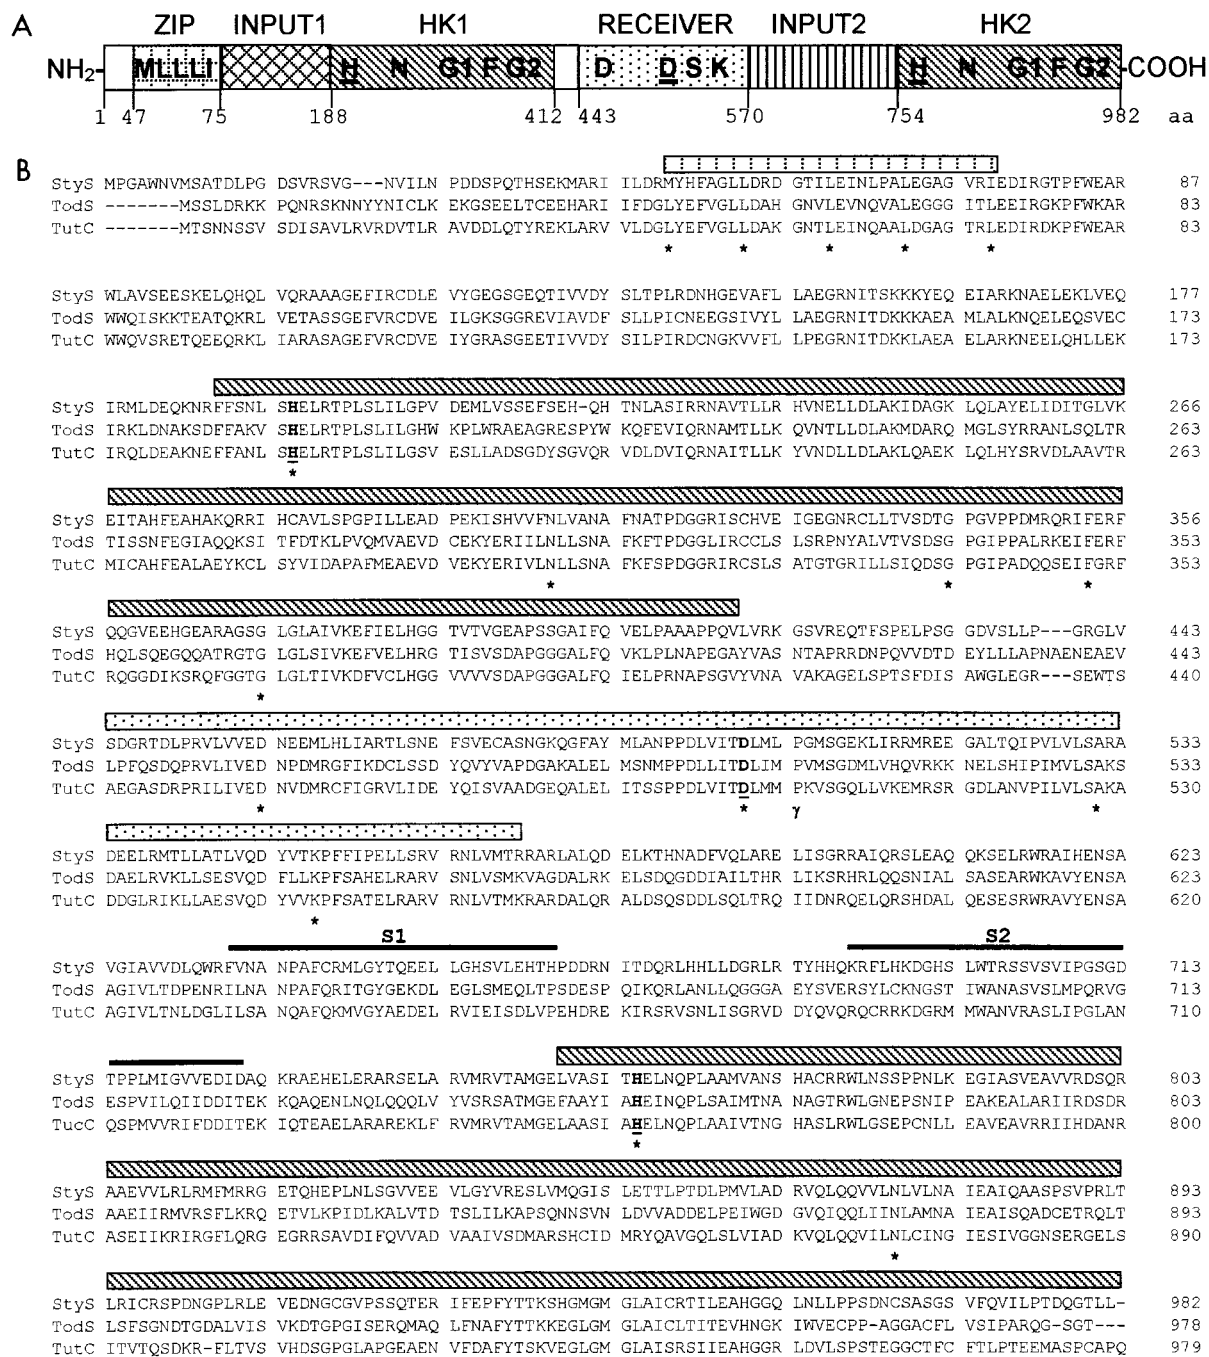 A
ZIP INPUT1 HK1 RECEIVER INPUT2 HK2
NH2- MLLLI H N G1 F G2 D D S K H N G1 F G2 -COOH
1 47 75 188 412 443 570 754 982 aa
B
StyS MPGAWNVMSATDLPG DSVRSVG---NVILN PDDSPQTHSEKMARI ILDRMYHFAGLLDRD GTILEINLPALEGAG VRIEDIRGTPFWEAR 87
TodS -------MSSLDRKK PQNRSKNNYYNICLK EKGSEELTCEEHARI IFDGLYEFVGLLDAH GNVLEVNQVALEGGG ITLEEIRGKPFWKAR 83
TutC -------MTSNNSSV SDISAVLRVRDVTLR AVDDLQTYREKLARV VLDGLYEFVGLLDAK GNTLEINQAALDGAG TRLEDIRDKPFWEAR 83
* * * * *
StyS WLAVSEESKELQHQL VQRAAAGEFIRCDLE VYGEGSGEQTIVVDY SLTPLRDNHGEVAFL LAEGRNITSKKKYEQ EIARKNAELEKLVEQ 177
TodS WWQISKKTEATQKRL VETASSGEFVRCDVE ILGKSGGREVIAVDF SLLPICNEEGSIVYL LAEGRNITDKKKAEA MLALKNQELEQSVEC 173
TutC WWQVSRETQEEQRKL IARASAGEFVRCDVE IYGRASGEETIVVDY SILPIRDCNGKVVFL LPEGRNITDKKLAEA ELARKNEELQHLLEK 173
StyS IRMLDEQKNRFFSNL SHELRTPLSLILGPV DEMLVSSEFSEH-QH TNLASIRRNAVTLLR HVNELLDLAKIDAGK LQLAYELIDITGLVK 266
TodS IRKLDNAKSDFFAKV SHELRTPLSLILGHW KPLWRAEAGRESPYW KQFEVIQRNAMTLLK QVNTLLDLAKMDARQ MGLSYRRANLSQLTR 263
TutC IRQLDEAKNEFFANL SHELRTPLSLILGSV ESLLADSGDYSGVQR VDLDVIQRNAITLLK YVNDLLDLAKLQAEK LQLHYSRVDLAAVTR 263
*
StyS EITAHFEAHAKQRRI HCAVLSPGPILLEAD PEKISHVVFNLVANA FNATPDGGRISCHVE IGEGNRCLLTVSDTG PGVPPDMRQRIFERF 356
TodS TISSNFEGIAQQKSI TFDTKLPVQMVAEVD CEKYERIILNLLSNA FKFTPDGGLIRCCLS LSRPNYALVTVSDSG PGIPPALRKEIFERF 353
TutC MICAHFEALAEYKCL SYVIDAPAFMEAEVD VEKYERIVLNLLSNA FKFSPDGGRIRCSLS ATGTGRILLSIQDSG PGIPADQQSEIFGRF 353
* * *
StyS QQGVEEHGEARAGSG LGLAIVKEFIELHGG TVTVGEAPSSGAIFQ VELPAAAPPQVLVRK GSVREQTFSPELPSG GDVSLLP---GRGLV 443
TodS HQLSQEGQQATRGTG LGLSIVKEFVELHRG TISVSDAPGGGALFQ VKLPLNAPEGAYVAS NTAPRRDNPQVVDTD EYLLLAPNAENEAEV 443
TutC RQGGDIKSRQFGGTG LGLTIVKDFVCLHGG VVVVSDAPGGGALFQ IELPRNAPSGVYVNA VAKAGELSPTSFDIS AWGLEGR---SEWTS 440
*
StyS SDGRTDLPRVLVVED NEEMLHLIARTLSNE FSVECASNGKQGFAY MLANPPDLVITDLML PGMSGEKLIRRMREE GALTQIPVLVLSARA 533
TodS LPFQSDQPRVLIVED NPDMRGFIKDCLSSD YQVYVAPDGAKALEL MSNMPPDLLITDLIM PVMSGDMLVHQVRKK NELSHIPIMVLSAKS 533
TutC AEGASDRPRILIVED NVDMRCFIGRVLIDE YQISVAADGEQALEL ITSSPPDLVITDLMM PKVSGQLLVKEMRSR GDLANVPILVLSAKA 530
* * γ *
StyS DEELRMTLLATLVQD YVTKPFFIPELLSRV RNLVMTRRARLALQD ELKTHNADFVQLARE LISGRRAIQRSLEAQ QKSELRWRAIHENSA 623
TodS DAELRVKLLSESVQD FLLKPFSAHELRARV SNLVSMKVAGDALRK ELSDQGDDIAILTHR LIKSRHRLQQSNIAL SASEARWKAVYENSA 623
TutC DDGLRIKLLAESVQD YVVKPFSATELRARV RNLVTMKRARDALQR ALDSQSDDLSQLTRQ IIDNRQELQRSHDAL QESESRWRAVYENSA 620
*
S1 S2
StyS VGIAVVDLQWRFVNA NPAFCRMLGYTQEEL LGHSVLEHTHPDDRN ITDQRLHHLLDGRLR TYHHQKRFLHKDGHS LWTRSSVSVIPGSGD 713
TodS AGIVLTDPENRILNA NPAFQRITGYGEKDL EGLSMEQLTPSDESP QIKQRLANLLQGGGA EYSVERSYLCKNGST IWANASVSLMPQRVG 713
TutC AGIVLTNLDGLILSA NQAFQKMVGYAEDEL RVIEISDLVPEHDRE KIRSRVSNLISGRVD DYQVQRQCRRKDGRM MWANVRASLIPGLAN 710
StyS TPPLMIGVVEDIDAQ KRAEHELERARSELA RVMRVTAMGELVASI THELNQPLAAMVANS HACRRWLNSSPPNLK EGIASVEAVVRDSQR 803
TodS ESPVILQIIDDITEK KQAQENLNQLQQQLV YVSRSATMGEFAAYI AHEINQPLSAIMTNA NAGTRWLGNEPSNIP EAKEALARIIRDSDR 803
TucC QSPMVVRIFDDITEK IQTEAELARAREKLF RVMRVTAMGELAASI AHELNQPLAAIVTNG HASLRWLGSEPCNLL EAVEAVRRIIHDANR 800
*
StyS AAEVVLRLRMFMRRG ETQHEPLNLSGVVEE VLGYVRESLVMQGIS LETTLPTDLPMVLAD RVQLQQVVLNLVLNA IEAIQAASPSVPRLT 893
TodS AAEIIRMVRSFLKRQ ETVLKPIDLKALVTD TSLILKAPSQNNSVN LDVVADDELPEIWGD GVQIQQLIINLAMNA IEAISQADCETRQLT 893
TutC ASEIIKRIRGFLQRG EGRRSAVDIFQVVAD VAAIVSDMARSHCID MRYQAVGQLSLVIAD KVQLQQVILNLCING IESIVGGNSERGELS 890
*
StyS LRICRSPDNGPLRLE VEDNGCGVPSSQTER IFEPFYTTKSHGMGM GLAICRTILEAHGGQ LNLLPPSDNCSASGS VFQVILPTDQGTLL- 982
TodS LSFSGNDTGDALVIS VKDTGPGISERQMAQ LFNAFYTTKKEGLGM GLAICLTITEVHNGK IWVECPP-AGGACFL VSIPARQG-SGT--- 978
TutC ITVTQSDKR-FLTVS VHDSGPGLAPGEAEN VFDAFYTSKVEGLGM GLAISRSIIEAHGGR LDVLSPSTEGGCTFC FTLPTEEMASPCAPQ 979